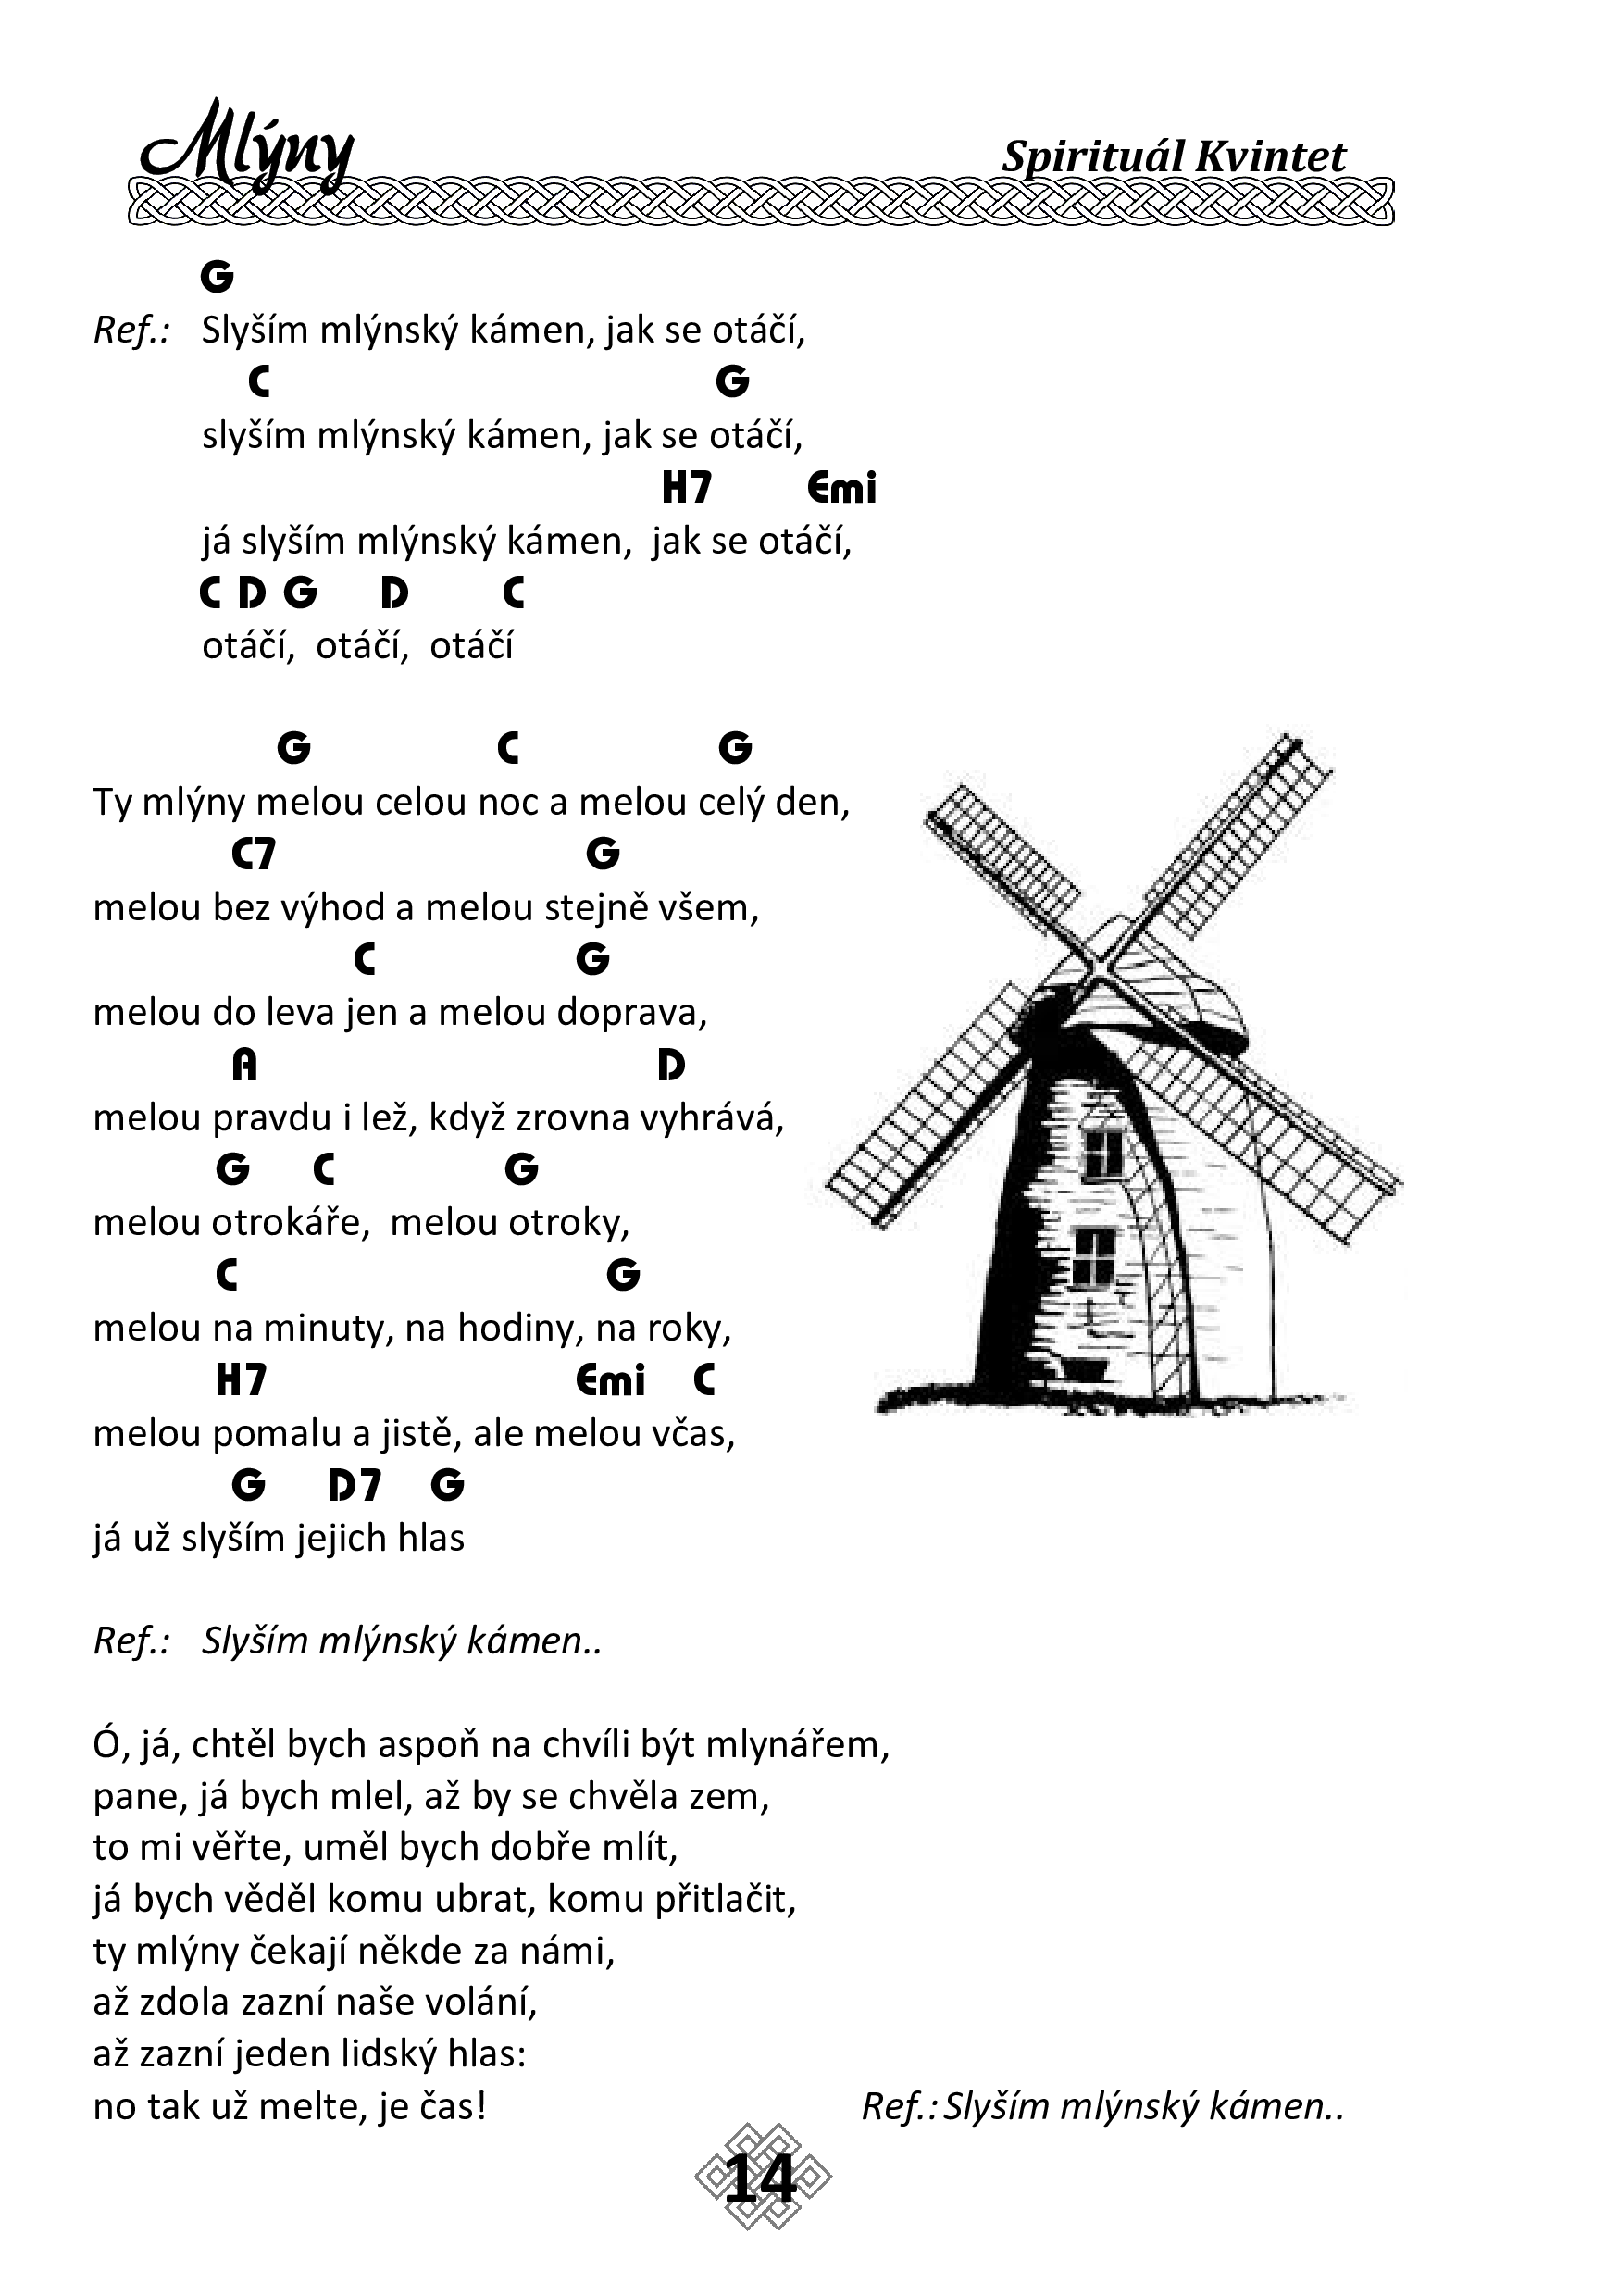 Mlýny
Spirituál Kvintet
G
Ref.: Slyším mlýnský kámen, jak se otáčí,
C G
slyším mlýnský kámen, jak se otáčí,
H7 Emi
já slyším mlýnský kámen, jak se otáčí,
C D G D C
otáčí, otáčí, otáčí
G C G
Ty mlýny melou celou noc a melou celý den,
C7 G
melou bez výhod a melou stejně všem,
C G
melou do leva jen a melou doprava,
A D
melou pravdu i lež, když zrovna vyhrává,
G C G
melou otrokáře, melou otroky,
C G
melou na minuty, na hodiny, na roky,
H7 Emi C
melou pomalu a jistě, ale melou včas,
G D7 G
já už slyším jejich hlas
Ref.: Slyším mlýnský kámen..
Ó, já, chtěl bych aspoň na chvíli být mlynářem,
pane, já bych mlel, až by se chvěla zem,
to mi věřte, uměl bych dobře mlít,
já bych věděl komu ubrat, komu přitlačit,
ty mlýny čekají někde za námi,
až zdola zazní naše volání,
až zazní jeden lidský hlas:
no tak už melte, je čas!
Ref.: Slyším mlýnský kámen..
14